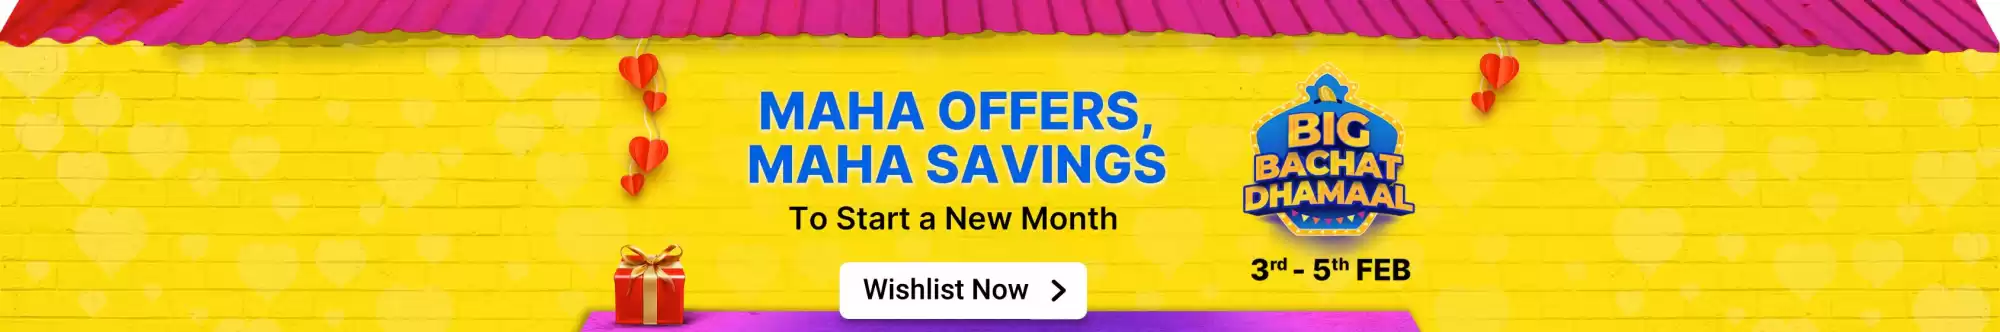 MAHA OFFERS,
MAHA SAVINGS
To Start a New Month
Wishlist Now
BIG
BACHAT
DHAMAAL
3rd - 5th FEB